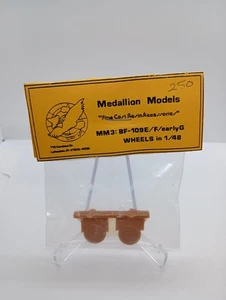 250
Medallion Models
"Fine Cast Resin Accessories"
MM3: BF-109E/F/earlyG
WHEELS in 1/48